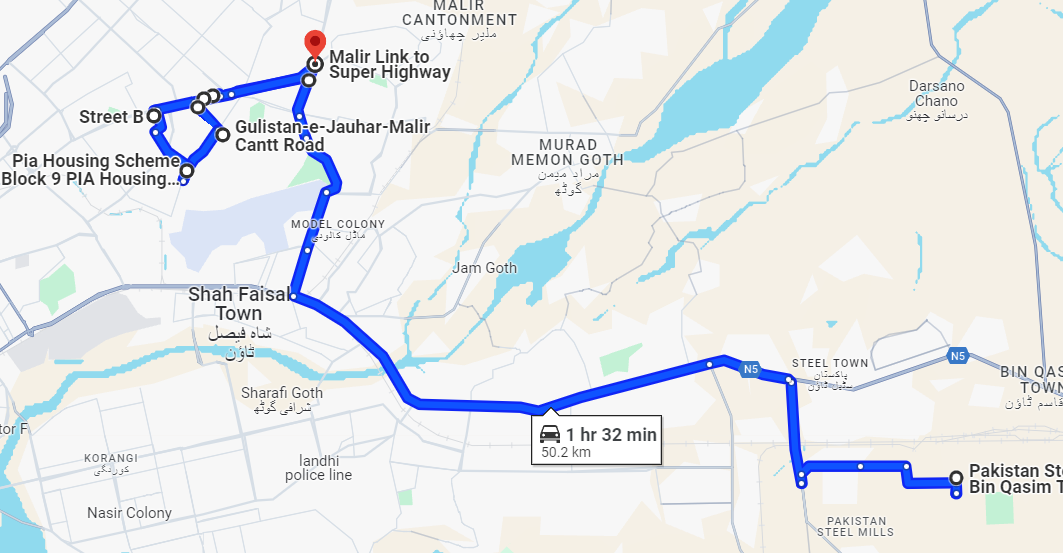 MALIR
CANTONMENT
ملیر چھاؤنی
Malir Link to
Super Highway
Darsano
Chano
درسانو چھنو
Street B
Gulistan-e-Jauhar-Malir
Cantt Road
MURAD
MEMON GOTH
مراد میمن
گوٹھ
Pia Housing Scheme
Block 9 PIA Housing...
MODEL COLONY
ماڈل کالونی
Jam Goth
Shah Faisal
Town
شاہ فیصل
ٹاؤن
N5
N5
STEEL TOWN
پاکستان
سٹیل ٹاؤن
BIN QAS
TOWN
قاسم ٹاؤن
Sharafi Goth
شرافی گوٹھ
tor F
1 hr 32 min
50.2 km
KORANGI
کورنگی
landhi
police line
Pakistan Ste
Bin Qasim T
Nasir Colony
PAKISTAN
STEEL MILLS